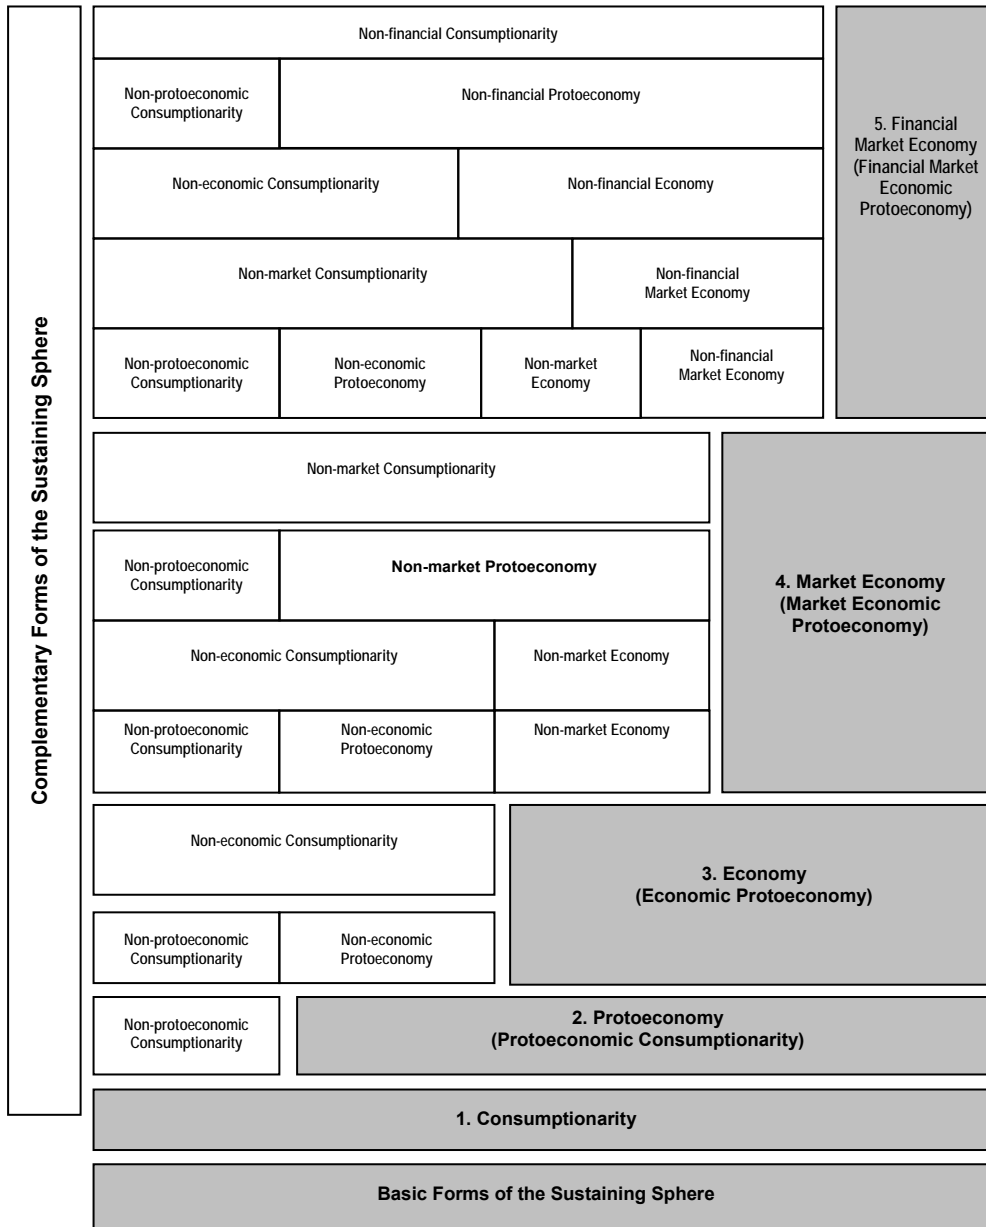 Complementary Forms of the Sustaining Sphere
Non-financial Consumptionarity
Non-protoeconomic
Consumptionarity
Non-financial Protoeconomy
Non-economic Consumptionarity
Non-financial Economy
Non-market Consumptionarity
Non-financial
Market Economy
Non-protoeconomic
Consumptionarity
Non-economic
Protoeconomy
Non-market
Economy
Non-financial
Market Economy
5. Financial
Market Economy
(Financial Market
Economic
Protoeconomy)
Non-market Consumptionarity
Non-protoeconomic
Consumptionarity
Non-market Protoeconomy
Non-economic Consumptionarity
Non-market Economy
Non-protoeconomic
Consumptionarity
Non-economic
Protoeconomy
Non-market Economy
4. Market Economy
(Market Economic
Protoeconomy)
Non-economic Consumptionarity
Non-protoeconomic
Consumptionarity
Non-economic
Protoeconomy
3. Economy
(Economic Protoeconomy)
Non-protoeconomic
Consumptionarity
2. Protoeconomy
(Protoeconomic Consumptionarity)
1. Consumptionarity
Basic Forms of the Sustaining Sphere